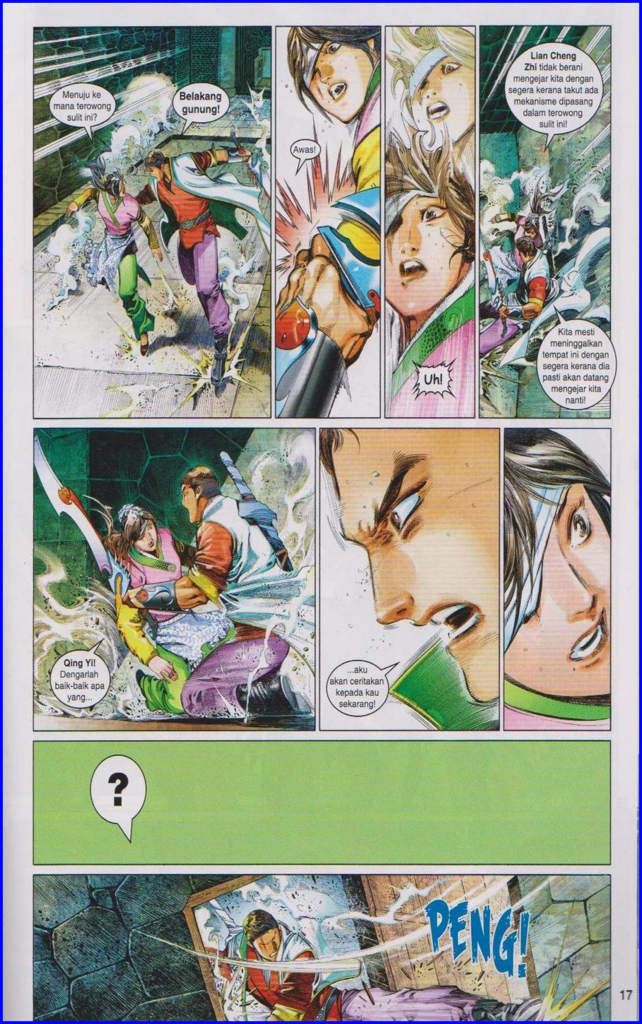 Menuju ke
mana terowong
sulit ini?
Belakang
gunung!
Awas!
Uh!
Lian Cheng
Zhi tidak berani
mengejar kita dengan
segera kerana takut ada
mekanisme dipasang
dalam terowong
sulit ini!
Kita mesti
meninggalkan
tempat ini dengan
segera kerana dia
pasti akan datang
mengejar kita
nanti!
Qing Yi!
Dengarlah
baik-baik apa
yang...
...aku
akan ceritakan
kepada kau
sekarang!
?
PENG!
17